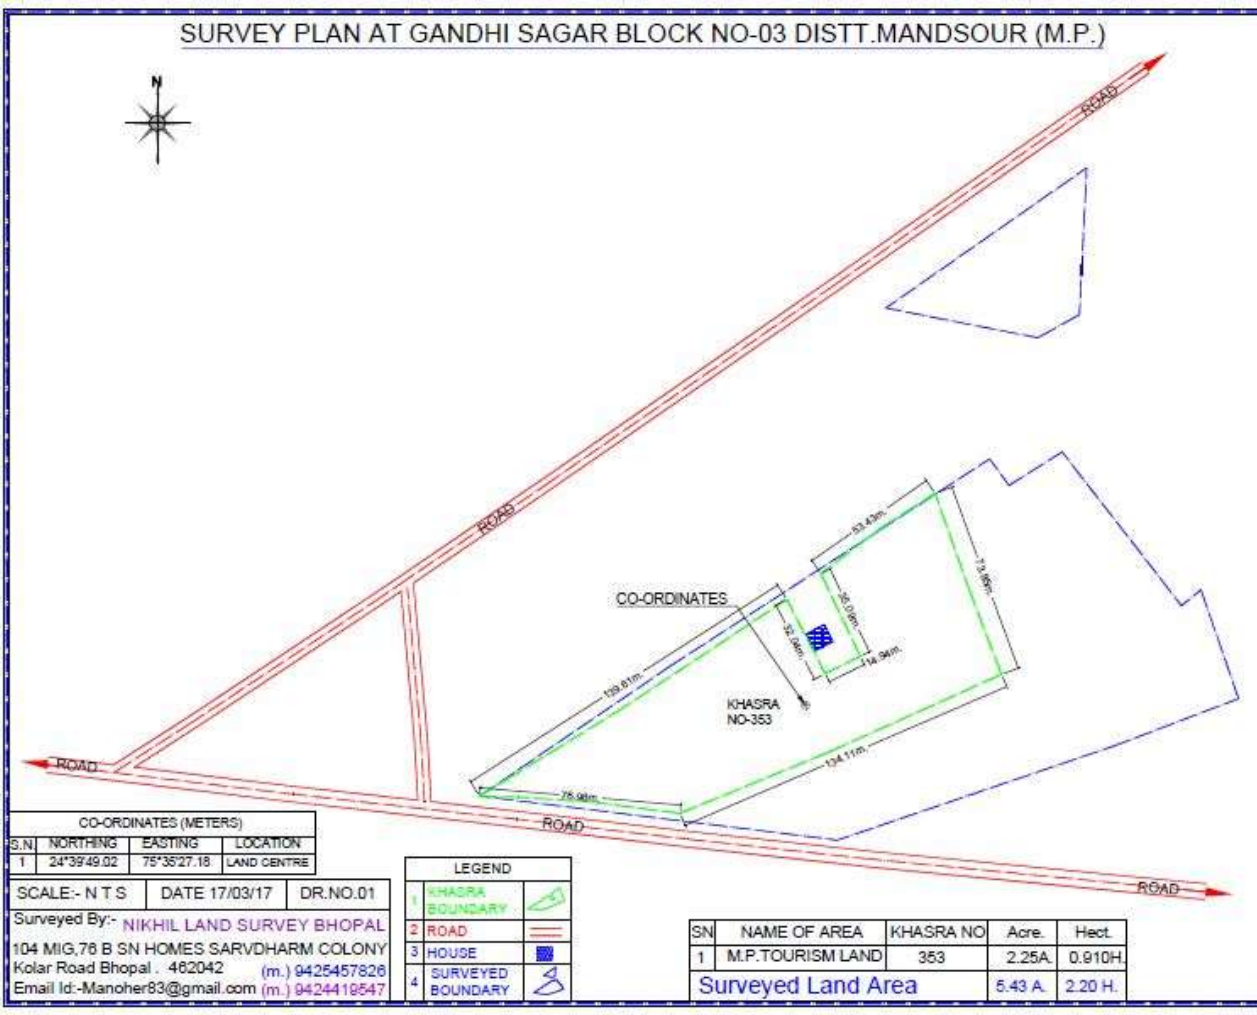 SURVEY PLAN AT GANDHI SAGAR BLOCK NO-03 DISTT.MANDSOUR (M.P.)
N
ROAD
ROAD
53.43m.
73.95m.
CO-ORDINATES
32.04m.
14.94m.
139.61m.
KHASRA
NO-353
134.11m.
ROAD
78.98m.
ROAD
ROAD
CO-ORDINATES (METERS)
S.N. NORTHING EASTING LOCATION
1 24°39'49.02 75°35'27.18 LAND CENTRE
SCALE:- N T S DATE 17/03/17 DR.NO.01
Surveyed By:- NIKHIL LAND SURVEY BHOPAL
104 MIG,76 B SN HOMES SARVDHARM COLONY
Kolar Road Bhopal . 462042 (m.) 9425457826
Email Id:-Manoher83@gmail.com (m.) 9424419547
LEGEND
1 KHASRA BOUNDARY
2 ROAD
3 HOUSE
4 SURVEYED BOUNDARY
SN NAME OF AREA KHASRA NO Acre. Hect.
1 M.P.TOURISM LAND 353 2.25A. 0.910H.
Surveyed Land Area 5.43 A. 2.20 H.